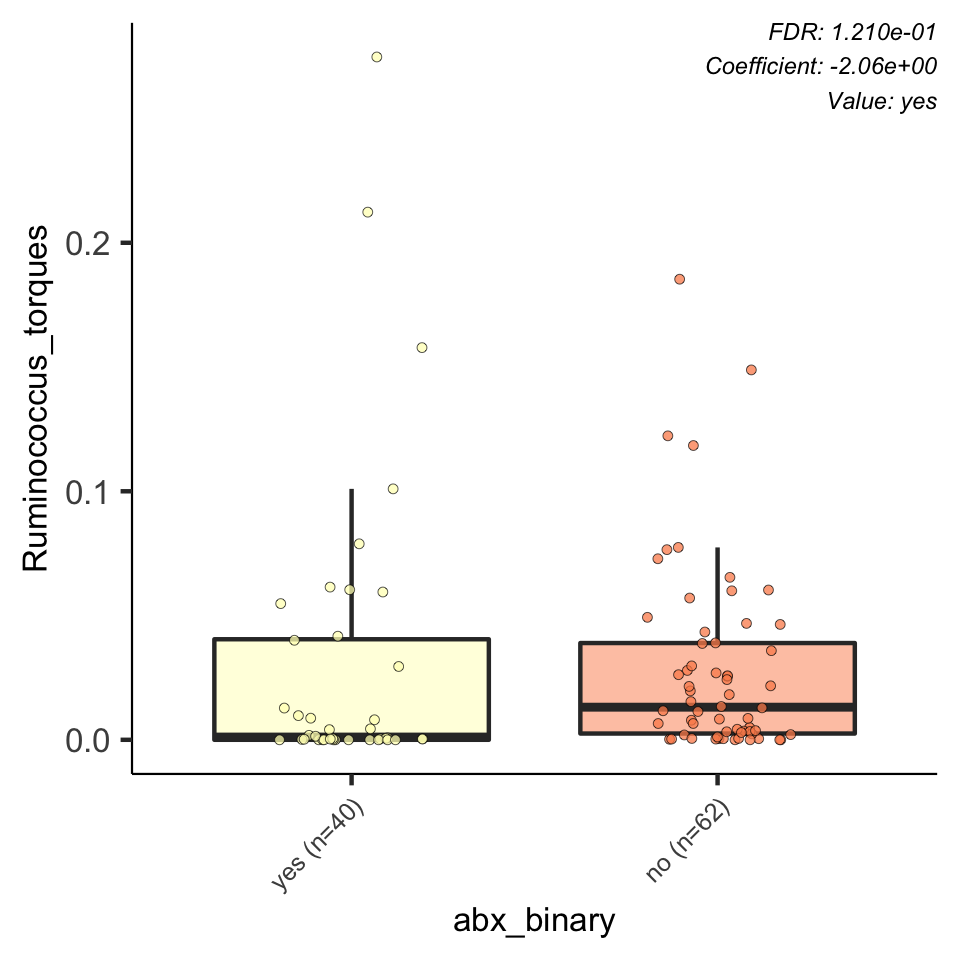 FDR: 1.210e-01
Coefficient: -2.06e+00
Value: yes
Ruminococcus_torques
0.2
0.1
0.0
yes (n=40)
no (n=62)
abx_binary